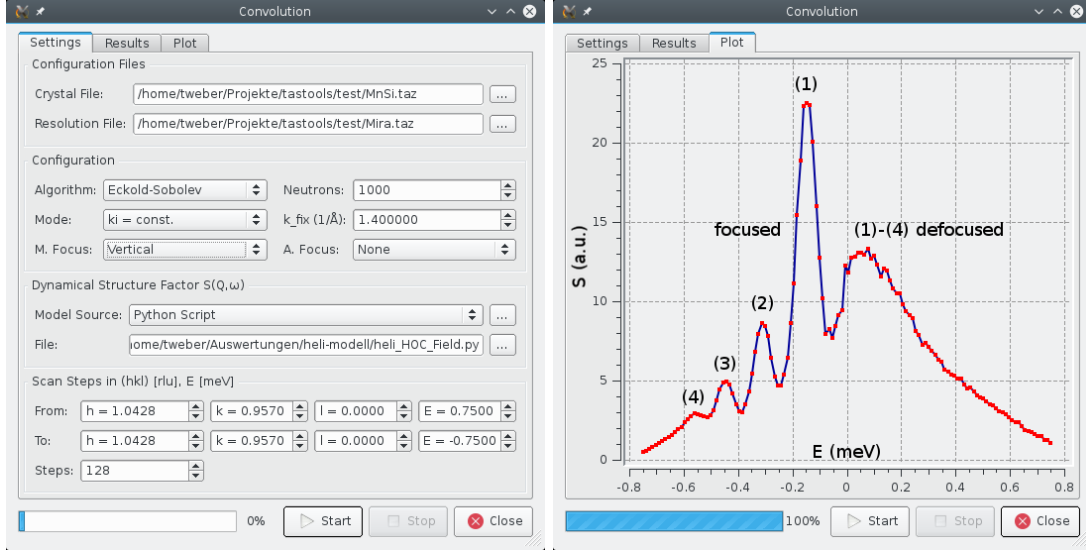 Convolution
Settings Results Plot
Configuration Files
Crystal File: /home/tweber/Projekte/tastools/test/MnSi.taz ...
Resolution File: /home/tweber/Projekte/tastools/test/Mira.taz ...
Configuration
Algorithm: Eckold-Sobolev Neutrons: 1000
Mode: ki = const. k_fix (1/Å): 1.400000
M. Focus: Vertical A. Focus: None
Dynamical Structure Factor S(Q,ω)
Model Source: Python Script ...
File: home/tweber/Auswertungen/heli-modell/heli_HOC_Field.py ...
Scan Steps in (hkl) [rlu], E [meV]
From: h = 1.0428 k = 0.9570 l = 0.0000 E = 0.7500
To: h = 1.0428 k = 0.9570 l = 0.0000 E = -0.7500
Steps: 128
0% Start Stop Close
Convolution
Settings Results Plot
25
(1)
20
15
focused (1)-(4) defocused
S (a.u.)
10
(2)
(3)
5
(4)
E (meV)
0
-0.8 -0.6 -0.4 -0.2 0 0.2 0.4 0.6 0.8
100% Start Stop Close